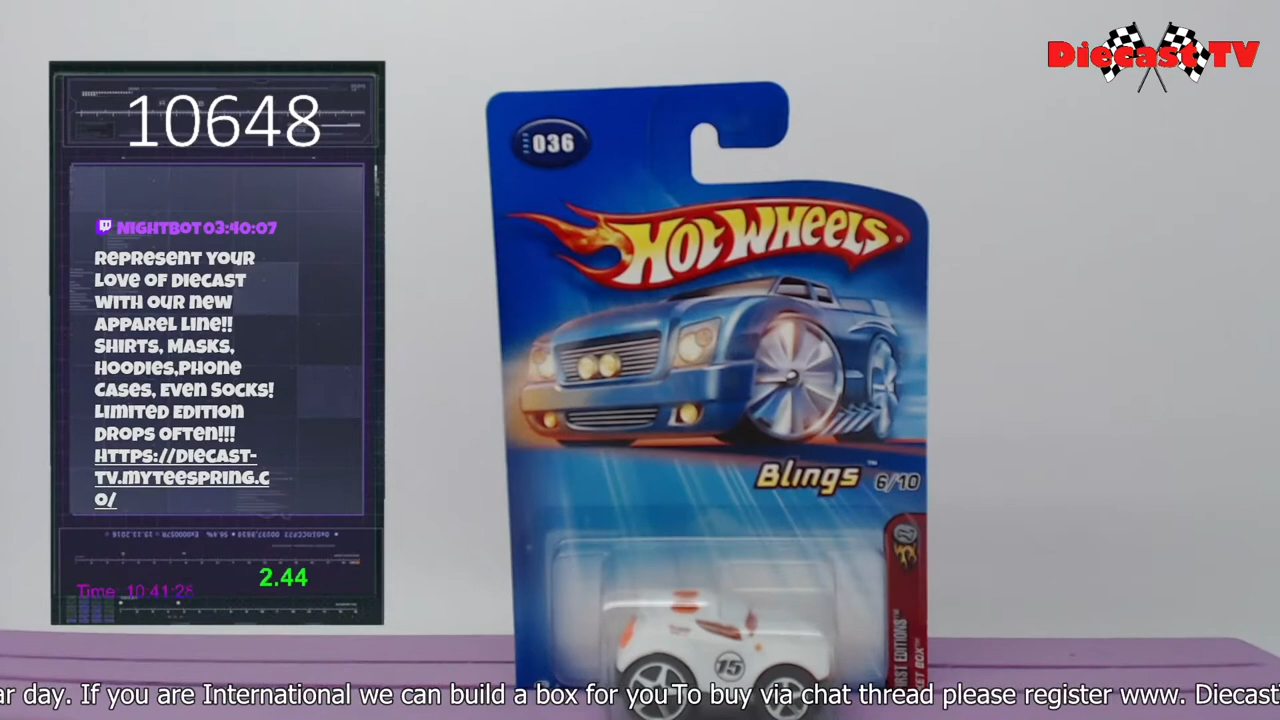 Diecast TV
10648
NIGHTBOT 03:40:07
REPRESENT YOUR
LOVE OF DIECAST
WITH OUR NEW
APPAREL LINE!!
SHIRTS, MASKS,
HOODIES,PHONE
CASES, EVEN SOCKS!
LIMITED EDITION
DROPS OFTEN!!!
HTTPS://DIECAST-
TV.MYTEESPRING.C
O/
2.44
Time: 10:41:25
036
HOT WHEELS
Blings™ 6/10
15
ar day. If you are International we can build a box for you To buy via chat thread please register www. Diecast